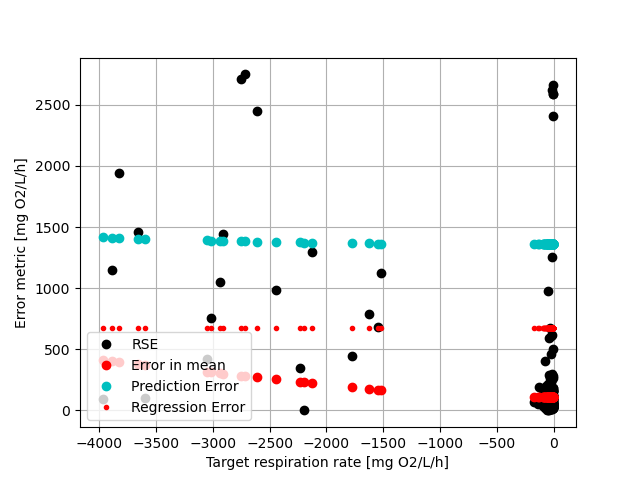 2500
2000
1500
1000
500
0
Error metric [mg O2/L/h]
RSE
Error in mean
Prediction Error
Regression Error
−4000 −3500 −3000 −2500 −2000 −1500 −1000 −500 0
Target respiration rate [mg O2/L/h]